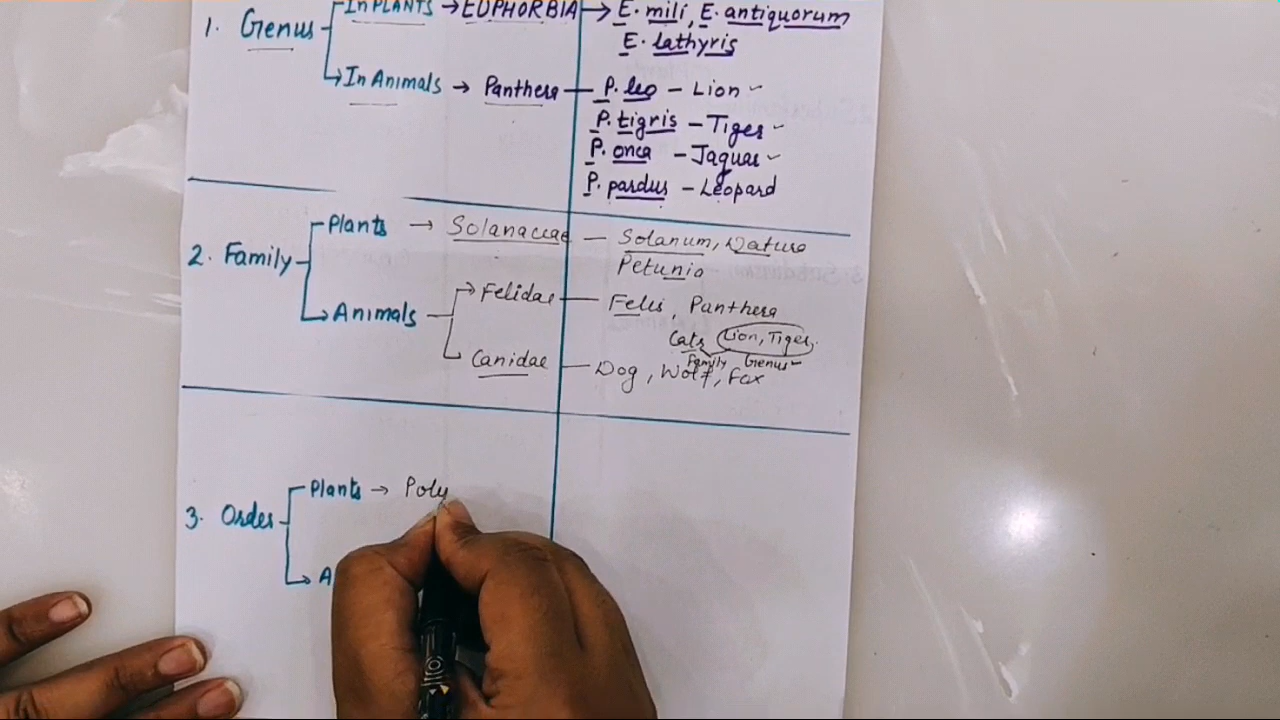 1. Genus
In PLANTS → EUPHORBIA → E. mili, E. antiquorum
E. lathyris
In Animals → Panthera — P. leo – Lion
P. tigris – Tiger
P. onca – Jaguar
P. pardus – Leopard
2. Family
Plants → Solanaceae – Solanum, Datura
Petunia
Animals
Felidae — Felis, Panthera
Cats Lion, Tiger.
Family Genus
Canidae — Dog, Wolf, Fox
3. Order
Plants → Poly
A